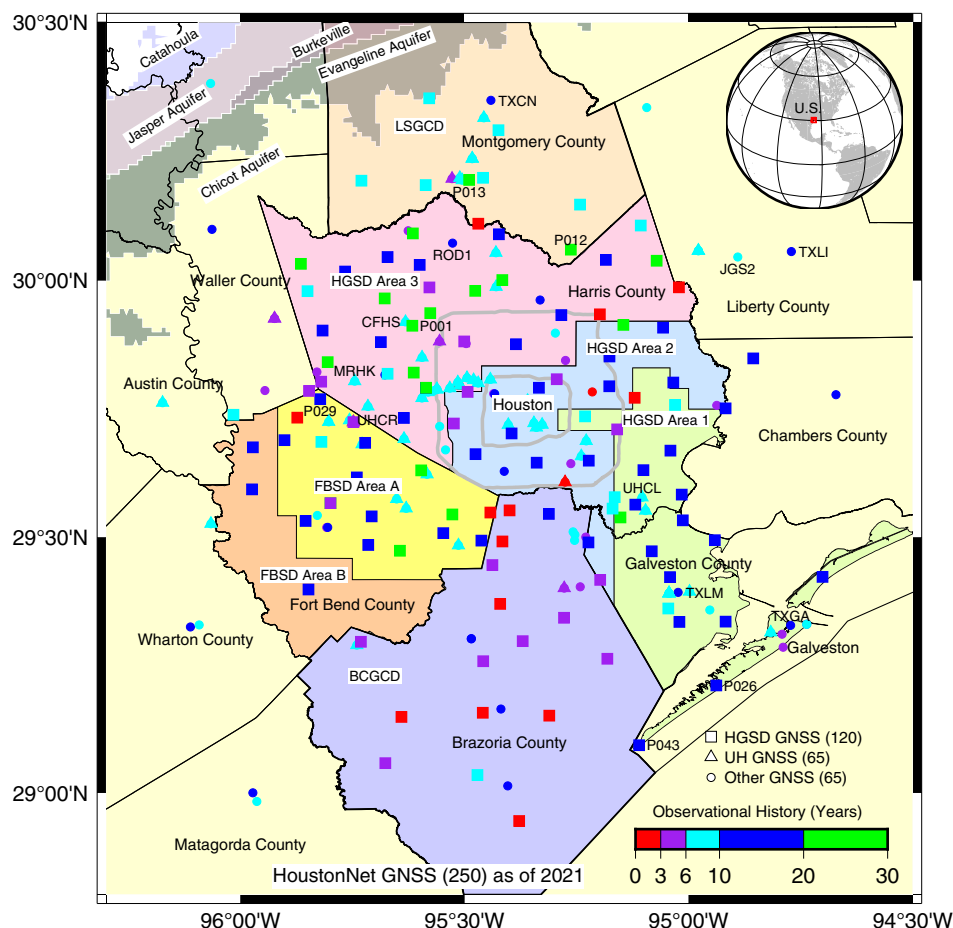 30°30'N
30°00'N
29°30'N
29°00'N
96°00'W
95°30'W
95°00'W
94°30'W
Catahoula
Burkeville
Evangeline Aquifer
Jasper Aquifer
Chicot Aquifer
LSGCD
TXCN
Montgomery County
U.S.
P013
P012
ROD1
JGS2
TXLI
Waller County
HGSD Area 3
Harris County
Liberty County
CFHS
P001
HGSD Area 2
MRHK
Austin County
Houston
P029
UHCR
HGSD Area 1
Chambers County
FBSD Area A
UHCL
FBSD Area B
Fort Bend County
Galveston County
TXLM
Wharton County
TXGA
Galveston
BCGCD
P026
Brazoria County
P043
HGSD GNSS (120)
UH GNSS (65)
Other GNSS (65)
Observational History (Years)
0 3 6 10 20 30
Matagorda County
HoustonNet GNSS (250) as of 2021